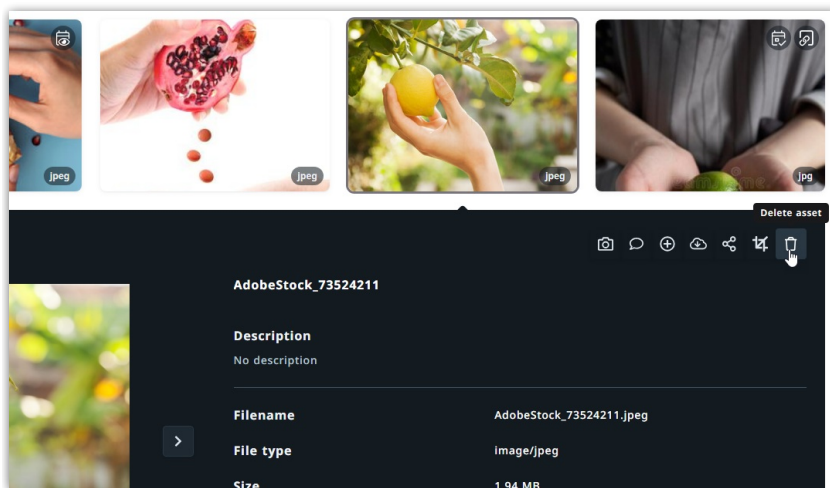 jpeg
jpeg
jpeg
jpg
Delete asset
AdobeStock_73524211
Description
No description
Filename
AdobeStock_73524211.jpeg
File type
image/jpeg
Size
1.94 MB